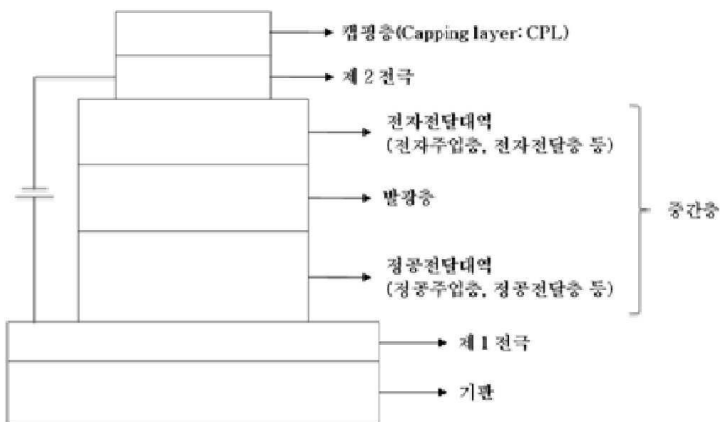 캡핑층(Capping layer: CPL)
제 2 전극
전자전달대역
(전자주입층, 전자전달층 등)
발광층
중간층
정공전달대역
(정공주입층, 정공전달층 등)
제 1 전극
기판